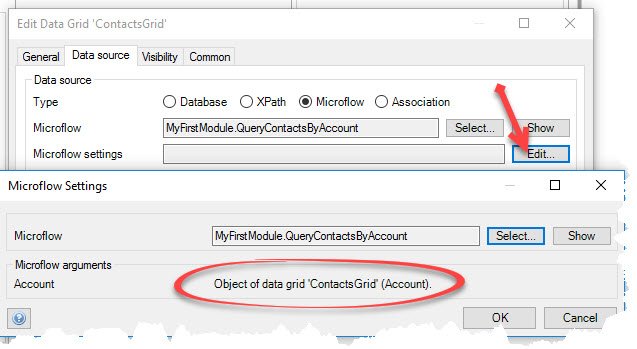 Edit Data Grid 'ContactsGrid'
General Data source Visibility Common
Data source
Type Database XPath Microflow Association
Microflow MyFirstModule.QueryContactsByAccount Select... Show
Microflow settings Edit...
Microflow Settings
Microflow MyFirstModule.QueryContactsByAccount Select... Show
Microflow arguments
Account Object of data grid 'ContactsGrid' (Account).
? OK Cancel